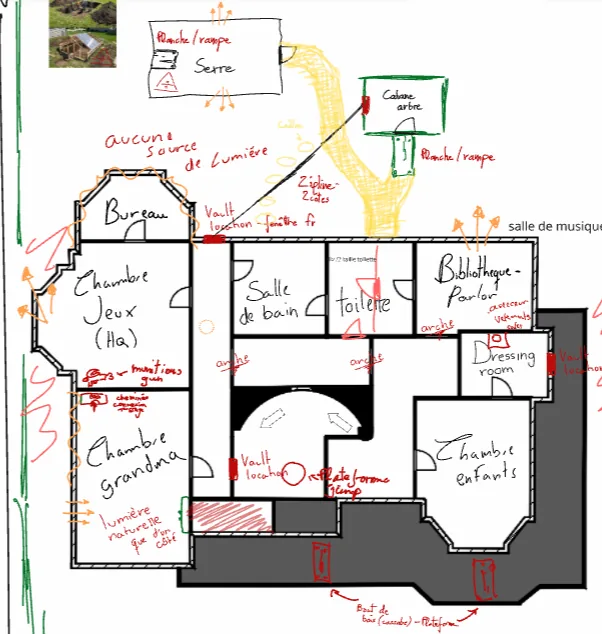 Planche/rampe
Serre
Cabane
arbre
Planche/rampe
aucune
source
de lumière
Zipline-
2 côtés
Bureau
Vault
location - fenêtre fr
salle de musique
Chambre
Jeux
(HQ)
Salle
de bain
toilette
Bibliothèque-
Parlor
arche
arche
arche
Dressing
room
Vault
location
munitions
gun
cheminée
Chambre
grandma
Vault
location
Plateforme
jump
Chambre
enfants
lumière
naturelle
que d'un
côté
Bout de
bois (cassable) - Plateforme